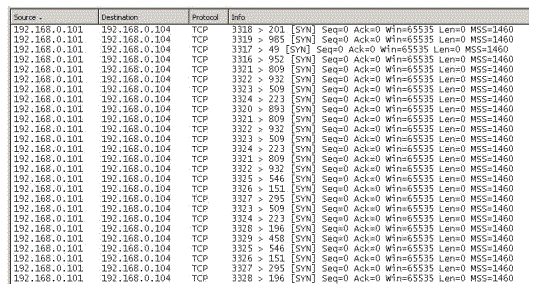 Source Destination Protocol Info
192.168.0.101 192.168.0.104 TCP 3318 > 201 [SYN] Seq=0 Ack=0 Win=65535 Len=0 MSS=1460
192.168.0.101 192.168.0.104 TCP 3319 > 985 [SYN] Seq=0 Ack=0 Win=65535 Len=0 MSS=1460
192.168.0.101 192.168.0.104 TCP 3317 > 49 [SYN] Seq=0 Ack=0 Win=65535 Len=0 MSS=1460
192.168.0.101 192.168.0.104 TCP 3316 > 952 [SYN] Seq=0 Ack=0 Win=65535 Len=0 MSS=1460
192.168.0.101 192.168.0.104 TCP 3321 > 809 [SYN] Seq=0 Ack=0 Win=65535 Len=0 MSS=1460
192.168.0.101 192.168.0.104 TCP 3322 > 932 [SYN] Seq=0 Ack=0 Win=65535 Len=0 MSS=1460
192.168.0.101 192.168.0.104 TCP 3323 > 509 [SYN] Seq=0 Ack=0 Win=65535 Len=0 MSS=1460
192.168.0.101 192.168.0.104 TCP 3324 > 223 [SYN] Seq=0 Ack=0 Win=65535 Len=0 MSS=1460
192.168.0.101 192.168.0.104 TCP 3320 > 893 [SYN] Seq=0 Ack=0 Win=65535 Len=0 MSS=1460
192.168.0.101 192.168.0.104 TCP 3321 > 809 [SYN] Seq=0 Ack=0 Win=65535 Len=0 MSS=1460
192.168.0.101 192.168.0.104 TCP 3322 > 932 [SYN] Seq=0 Ack=0 Win=65535 Len=0 MSS=1460
192.168.0.101 192.168.0.104 TCP 3323 > 509 [SYN] Seq=0 Ack=0 Win=65535 Len=0 MSS=1460
192.168.0.101 192.168.0.104 TCP 3324 > 223 [SYN] Seq=0 Ack=0 Win=65535 Len=0 MSS=1460
192.168.0.101 192.168.0.104 TCP 3321 > 809 [SYN] Seq=0 Ack=0 Win=65535 Len=0 MSS=1460
192.168.0.101 192.168.0.104 TCP 3322 > 932 [SYN] Seq=0 Ack=0 Win=65535 Len=0 MSS=1460
192.168.0.101 192.168.0.104 TCP 3325 > 546 [SYN] Seq=0 Ack=0 Win=65535 Len=0 MSS=1460
192.168.0.101 192.168.0.104 TCP 3326 > 151 [SYN] Seq=0 Ack=0 Win=65535 Len=0 MSS=1460
192.168.0.101 192.168.0.104 TCP 3327 > 295 [SYN] Seq=0 Ack=0 Win=65535 Len=0 MSS=1460
192.168.0.101 192.168.0.104 TCP 3323 > 509 [SYN] Seq=0 Ack=0 Win=65535 Len=0 MSS=1460
192.168.0.101 192.168.0.104 TCP 3324 > 223 [SYN] Seq=0 Ack=0 Win=65535 Len=0 MSS=1460
192.168.0.101 192.168.0.104 TCP 3328 > 196 [SYN] Seq=0 Ack=0 Win=65535 Len=0 MSS=1460
192.168.0.101 192.168.0.104 TCP 3329 > 458 [SYN] Seq=0 Ack=0 Win=65535 Len=0 MSS=1460
192.168.0.101 192.168.0.104 TCP 3325 > 546 [SYN] Seq=0 Ack=0 Win=65535 Len=0 MSS=1460
192.168.0.101 192.168.0.104 TCP 3326 > 151 [SYN] Seq=0 Ack=0 Win=65535 Len=0 MSS=1460
192.168.0.101 192.168.0.104 TCP 3327 > 295 [SYN] Seq=0 Ack=0 Win=65535 Len=0 MSS=1460
192.168.0.101 192.168.0.104 TCP 3328 > 196 [SYN] Seq=0 Ack=0 Win=65535 Len=0 MSS=1460